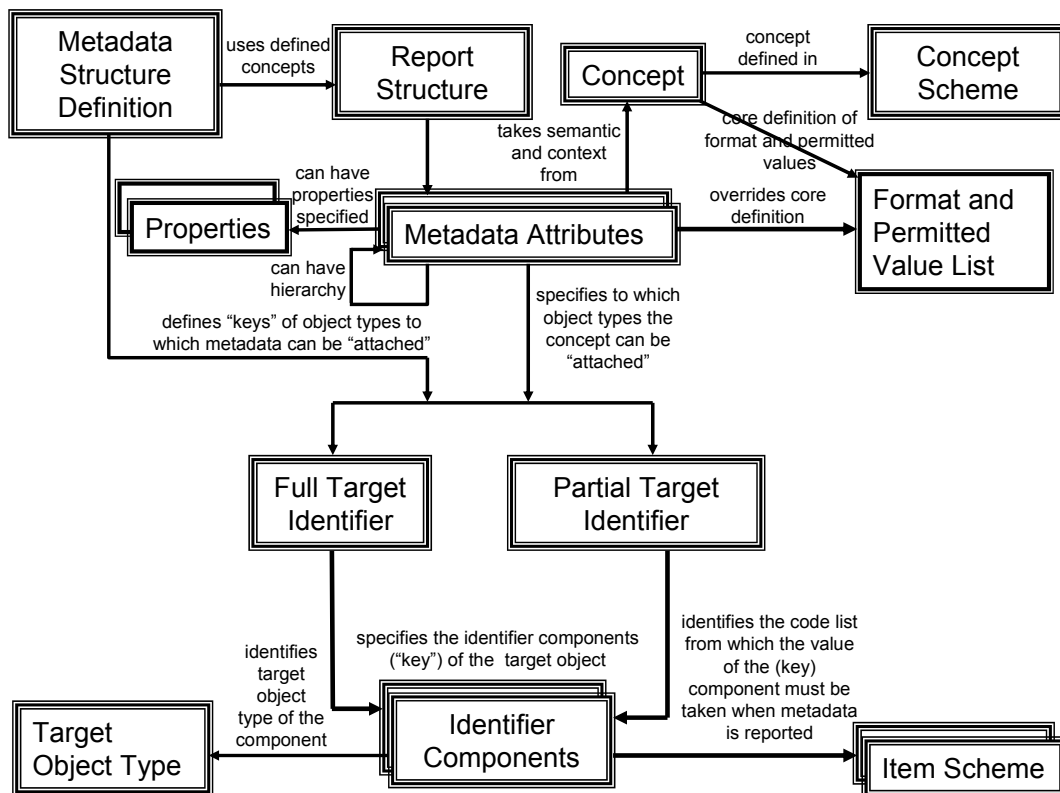 Metadata
Structure
Definition
uses defined
concepts
Report
Structure
Concept
concept
defined in
Concept
Scheme
core definition of
format and permitted
values
takes semantic
and context
from
can have
properties
specified
Properties
Metadata Attributes
overrides core
definition
Format and
Permitted
Value List
can have
hierarchy
defines “keys” of object types to
which metadata can be “attached”
specifies to which
object types the
concept can be
“attached”
Full Target
Identifier
Partial Target
Identifier
identifies
target
object
type of the
component
specifies the identifier components
(“key”) of the target object
identifies the code list
from which the value
of the (key)
component must be
taken when metadata
is reported
Target
Object Type
Identifier
Components
Item Scheme